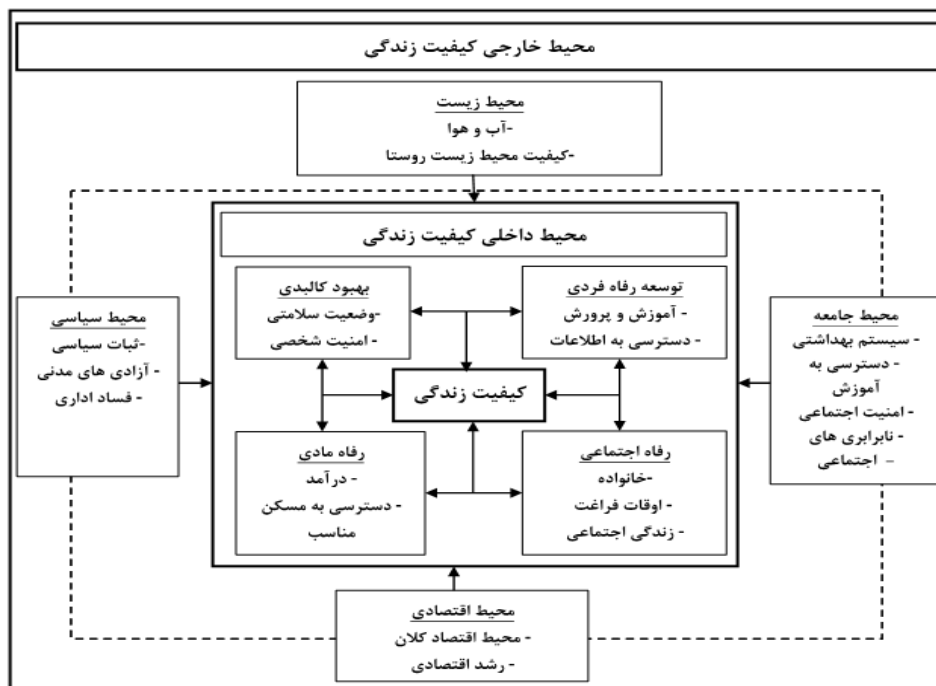 محیط خارجی کیفیت زندگی
محیط زیست
-آب و هوا
-کیفیت محیط زیست روستا
محیط داخلی کیفیت زندگی
توسعه رفاه فردی
- آموزش و پرورش
- دسترسی به اطلاعات
بهبود کالبدی
-وضعیت سلامتی
- امنیت شخصی
کیفیت زندگی
رفاه اجتماعی
-خانواده
- اوقات فراغت
- زندگی اجتماعی
رفاه مادی
- درآمد
- دسترسی به مسکن
مناسب
محیط جامعه
- سیستم بهداشتی
- دسترسی به
آموزش
- امنیت اجتماعی
- نابرابری های
- اجتماعی
محیط سیاسی
-ثبات سیاسی
- آزادی های مدنی
- فساد اداری
محیط اقتصادی
- محیط اقتصاد کلان
- رشد اقتصادی